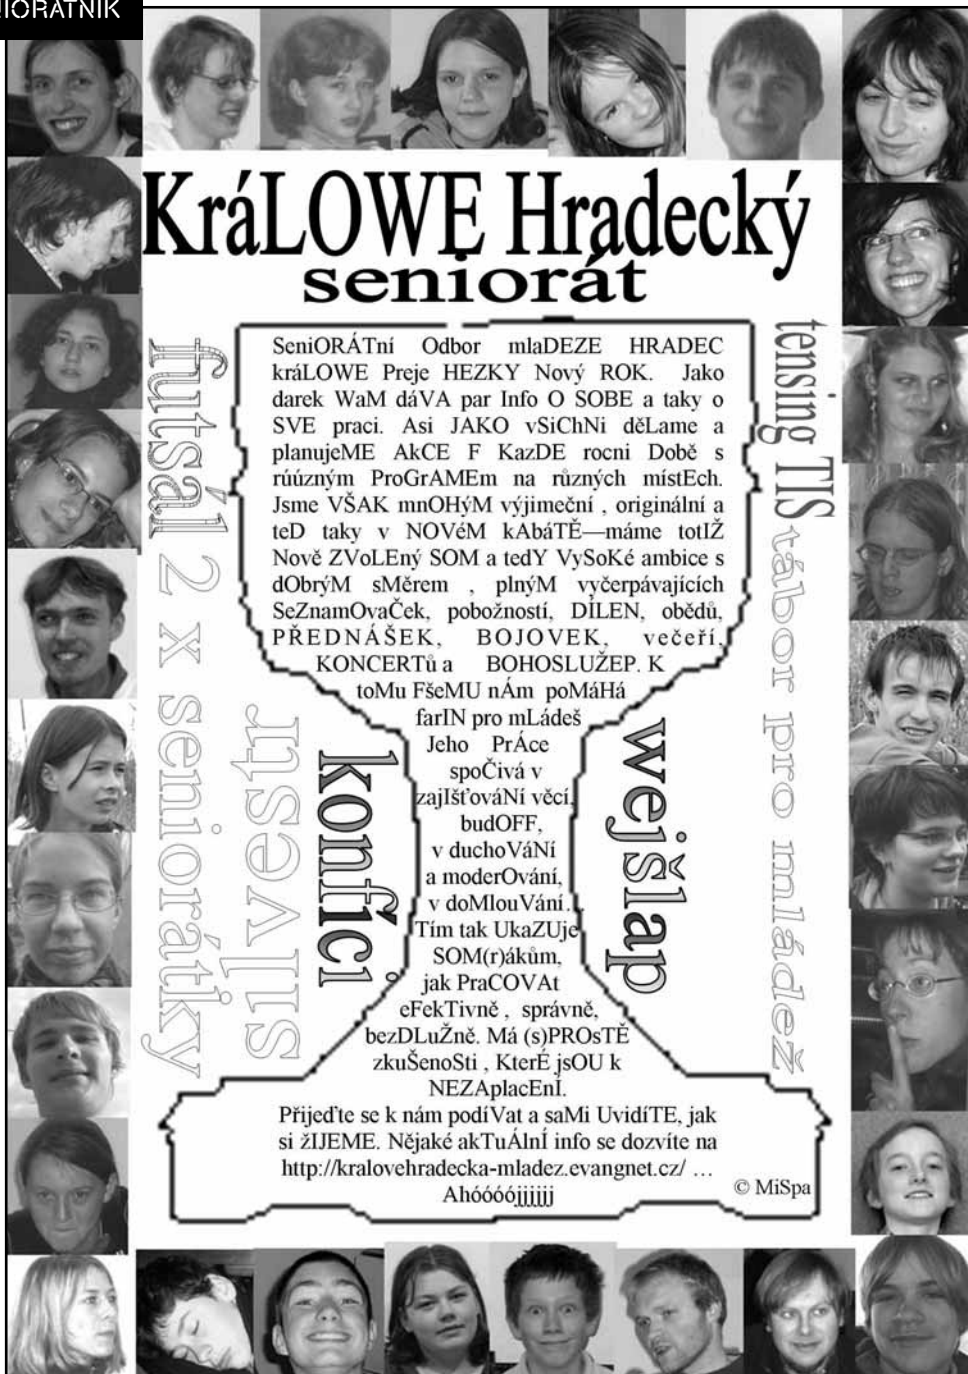 IORÁTNÍK
KráLOWE Hradecký
seniorát
SeniORÁTní Odbor mlaDEZE HRADEC
kráLOWE Preje HEZKY Nový ROK. Jako
darek WaM dáVA par Info O SOBE a taky o
SVE praci. Asi JAKO vSiChNi děLame a
planujeME AkCE F KazDE rocni Době s
rúúzným ProGrAMEm na různých místEch.
Jsme VŠAK mnOHýM výjimeční , originální a
teD taky v NOVéM kAbáTĚ—máme totIŽ
Nově ZVoLEný SOM a tedY VySoKé ambice s
dObrýM sMěrem , plnýM vyčerpávajících
SeZnamOvaČek, pobožností, DÍLEN, obědů,
PŘEDNÁŠEK, BOJOVEK, večeří,
KONCERTů a BOHOSLUŽEP. K
toMu FšeMU nÁm poMáHá
farIN pro mLádeš
Jeho PrÁce
spoČivá v
zajIšťováNí věcí,
budOFF,
v duchoVáNí
a moderOvání,
v doMlouVání…
Tím tak UkaZUje
SOM(r)ákům,
jak PraCOVAt
eFekTivně , správně,
bezDLuŽně. Má (s)PROsTĚ
zkuŠenoSti , KterÉ jsOU k
NEZAplacEnÍ.
Přijeďte se k nám podíVat a saMi UvidíTE, jak
si žIJEME. Nějaké akTuÁlnÍ info se dozvíte na
http://kralovehradecka-mladez.evangnet.cz/ …
Ahóóóójjjjjj
© MiSpa
futsál 2 x seniorátky
silvestr
konfíci
wejšlap
tensing TIS
tábor pro mládež